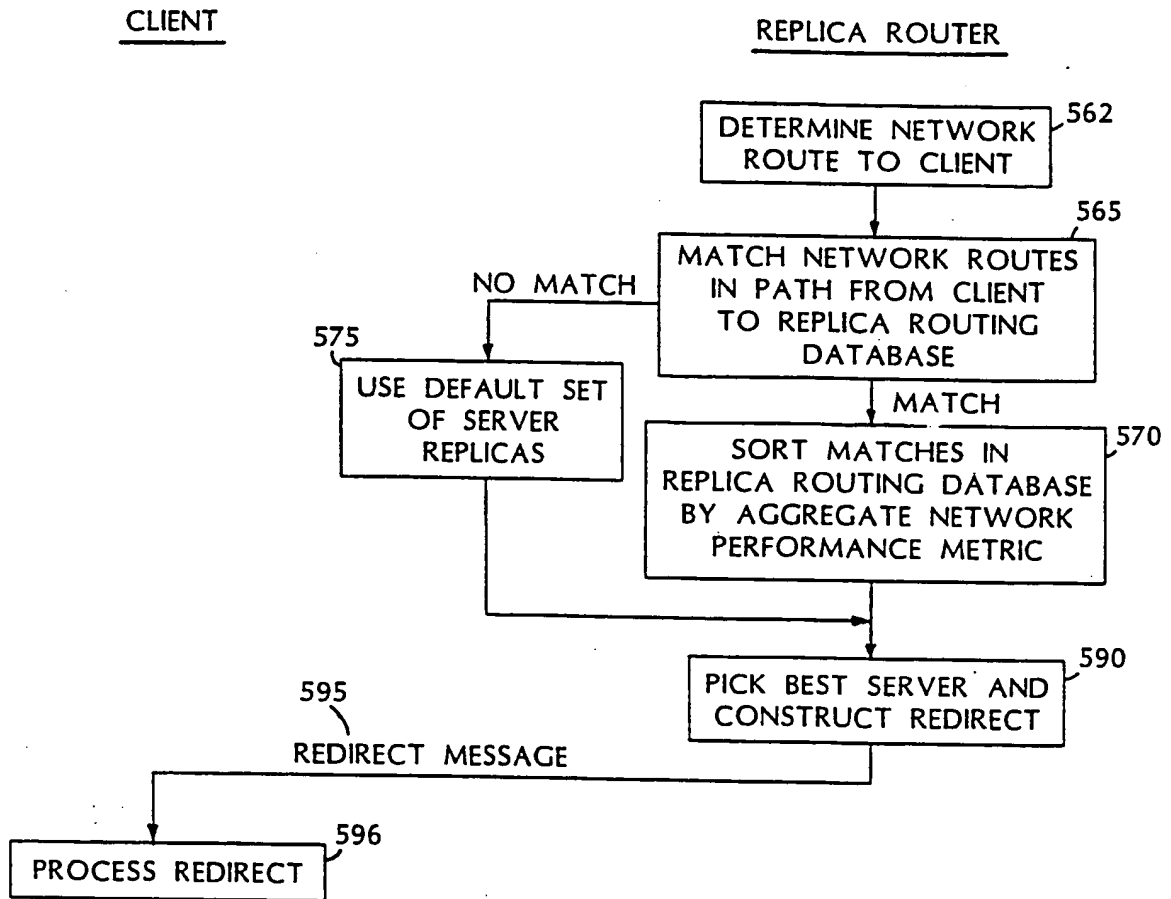 CLIENT
REPLICA ROUTER
562
DETERMINE NETWORK
ROUTE TO CLIENT
565
MATCH NETWORK ROUTES
IN PATH FROM CLIENT
TO REPLICA ROUTING
DATABASE
NO MATCH
575
USE DEFAULT SET
OF SERVER
REPLICAS
MATCH
570
SORT MATCHES IN
REPLICA ROUTING DATABASE
BY AGGREGATE NETWORK
PERFORMANCE METRIC
590
PICK BEST SERVER AND
CONSTRUCT REDIRECT
595
REDIRECT MESSAGE
596
PROCESS REDIRECT